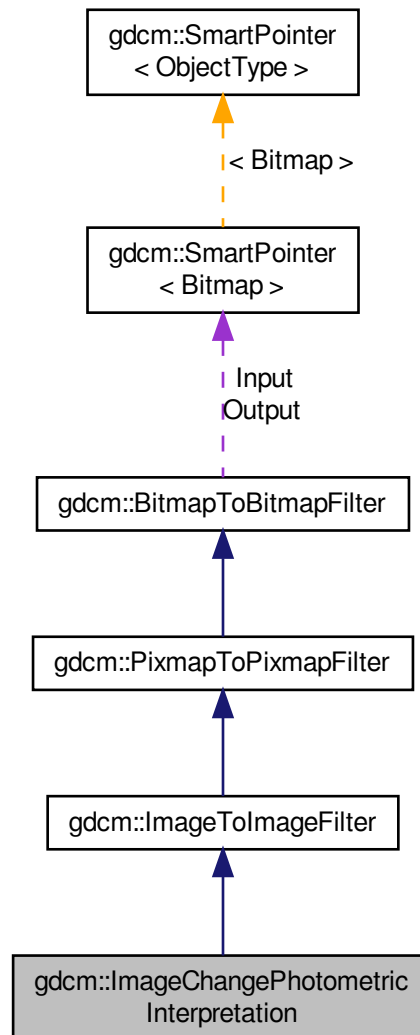 gdcm::SmartPointer
< ObjectType >
< Bitmap >
gdcm::SmartPointer
< Bitmap >
Input
Output
gdcm::BitmapToBitmapFilter
gdcm::PixmapToPixmapFilter
gdcm::ImageToImageFilter
gdcm::ImageChangePhotometric
Interpretation